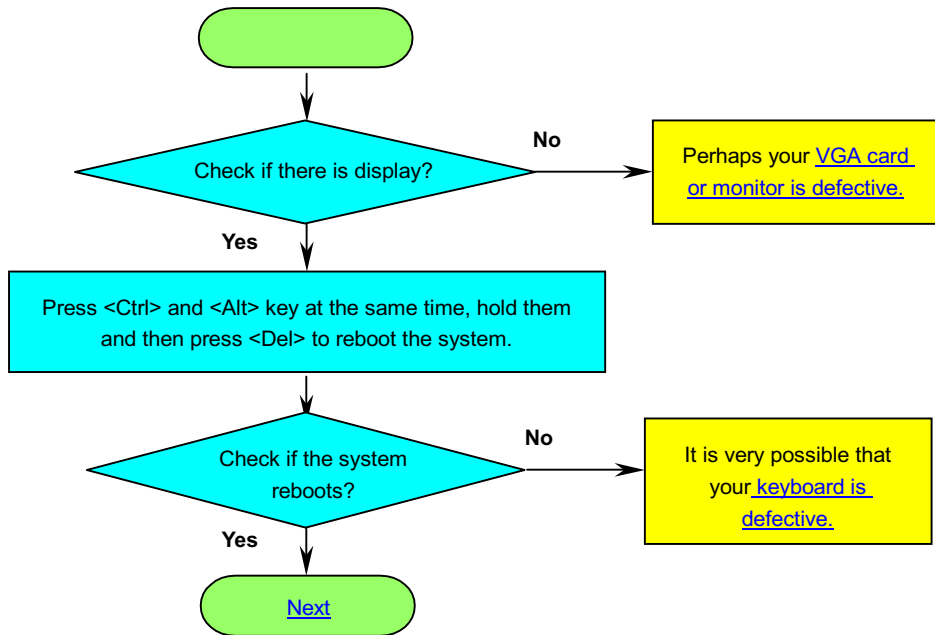 Check if there is display?
No
Perhaps your VGA card
or monitor is defective.
Yes
Press <Ctrl> and <Alt> key at the same time, hold them
and then press <Del> to reboot the system.
Check if the system
reboots?
No
It is very possible that
your keyboard is
defective.
Yes
Next